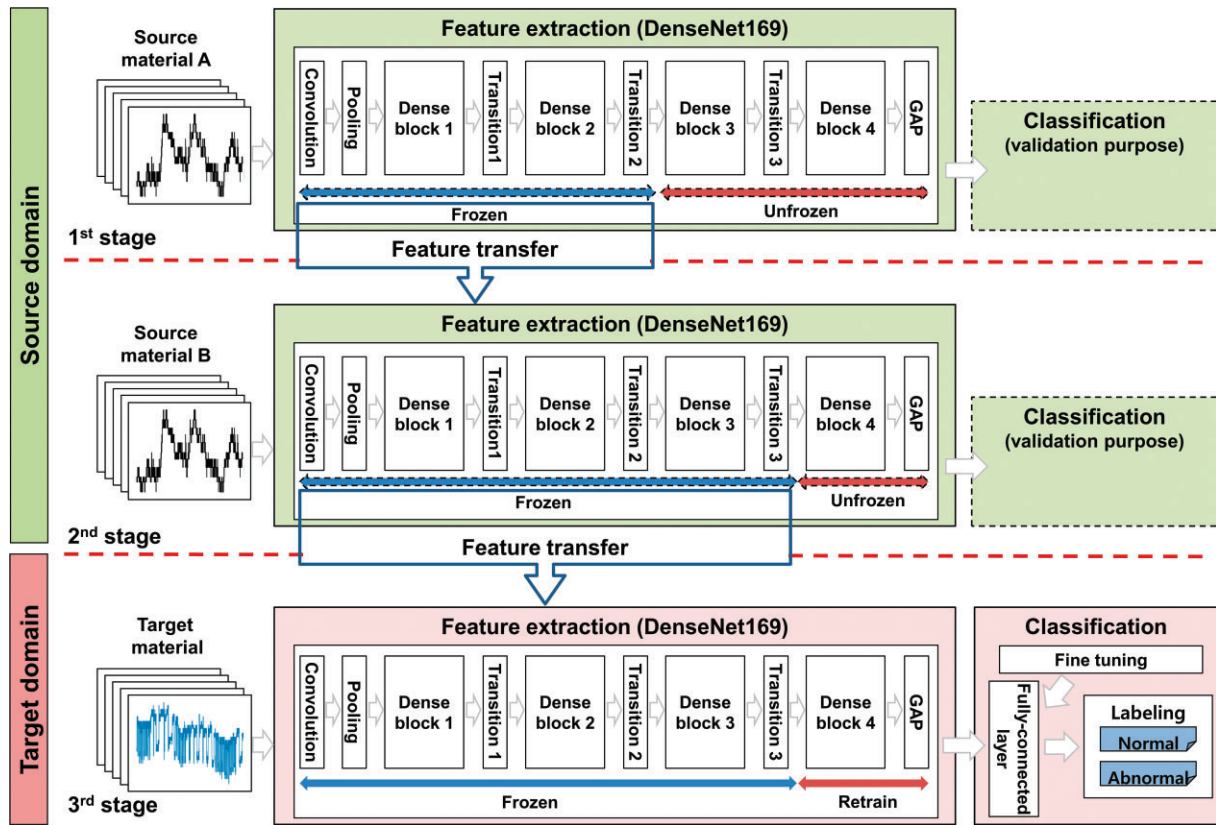 Source domain
Source
material A
Feature extraction (DenseNet169)
Convolution
Pooling
Dense
block 1
Transition1
Dense
block 2
Transition 2
Dense
block 3
Transition 3
Dense
block 4
GAP
Frozen
Unfrozen
Classification
(validation purpose)
1st stage
Feature transfer
Source
material B
Feature extraction (DenseNet169)
Convolution
Pooling
Dense
block 1
Transition1
Dense
block 2
Transition 2
Dense
block 3
Transition 3
Dense
block 4
GAP
Frozen
Unfrozen
Classification
(validation purpose)
2nd stage
Feature transfer
Target domain
Target
material
Feature extraction (DenseNet169)
Convolution
Pooling
Dense
block 1
Transition 1
Dense
block 2
Transition 2
Dense
block 3
Transition 3
Dense
block 4
GAP
Frozen
Retrain
3rd stage
Classification
Fine tuning
Fully-connected
layer
Labeling
Normal
Abnormal